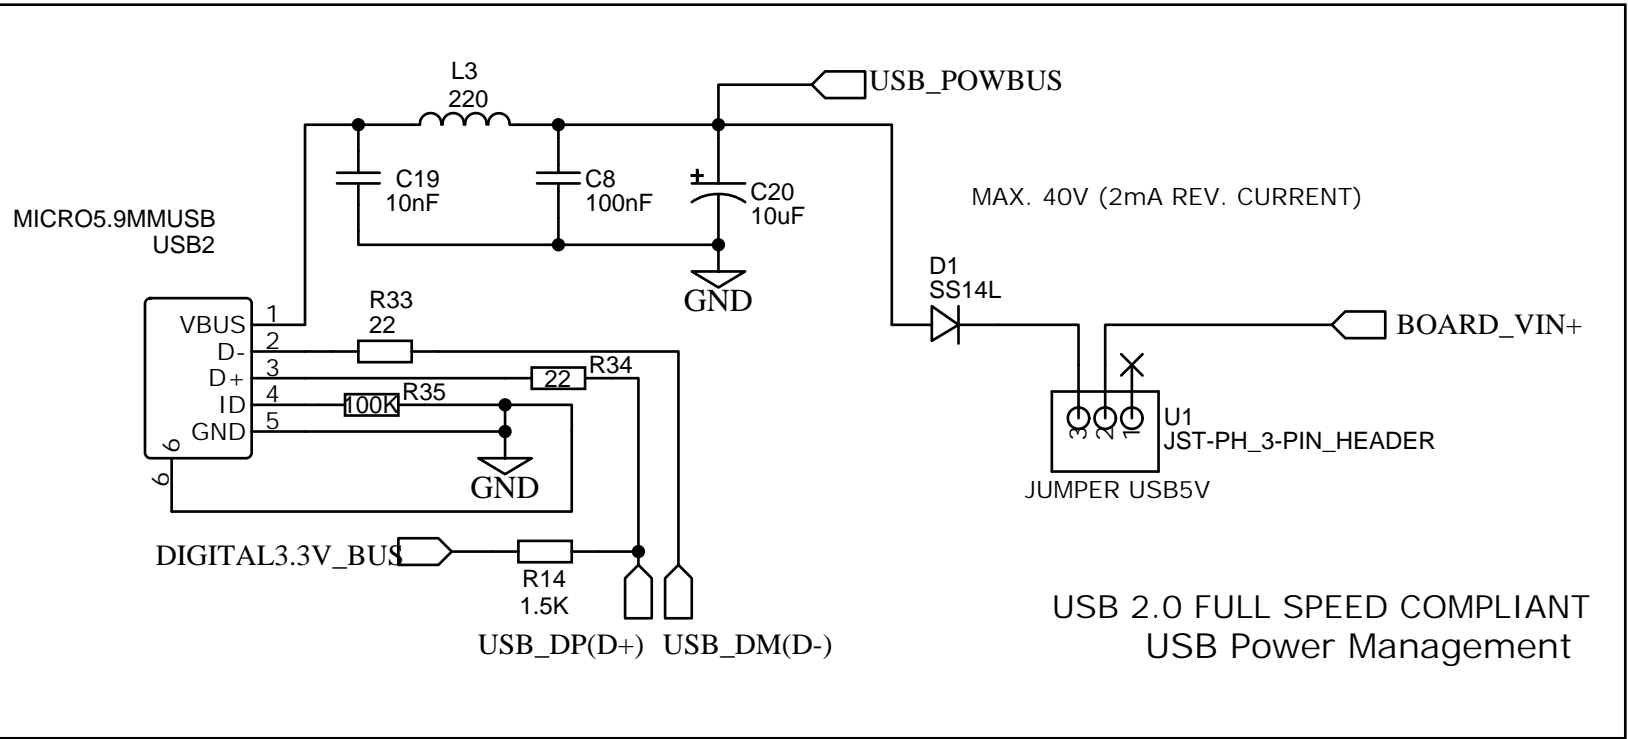 L3
220
USB_POWBUS
C19
10nF
C8
100nF
+
C20
10uF
MAX. 40V (2mA REV. CURRENT)
MICRO5.9MMUSB
USB2
GND
D1
SS14L
R33
22
VBUS 1
D- 2
D+ 3
ID 4
GND 5
6
6
R34
22
R35
100K
GND
BOARD_VIN+
3 2 1
U1
JST-PH_3-PIN_HEADER
JUMPER USB5V
DIGITAL3.3V_BUS
R14
1.5K
USB_DP(D+) USB_DM(D-)
USB 2.0 FULL SPEED COMPLIANT
USB Power Management